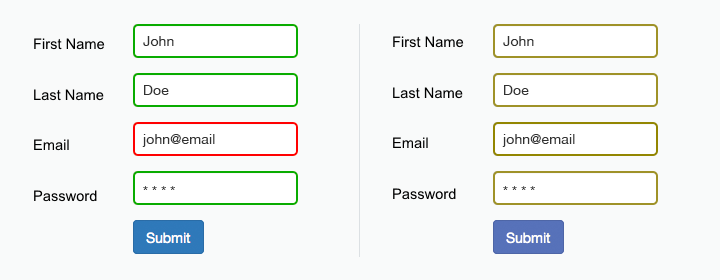 First Name John
Last Name Doe
Email john@email
Password * * * *
Submit
First Name John
Last Name Doe
Email john@email
Password * * * *
Submit